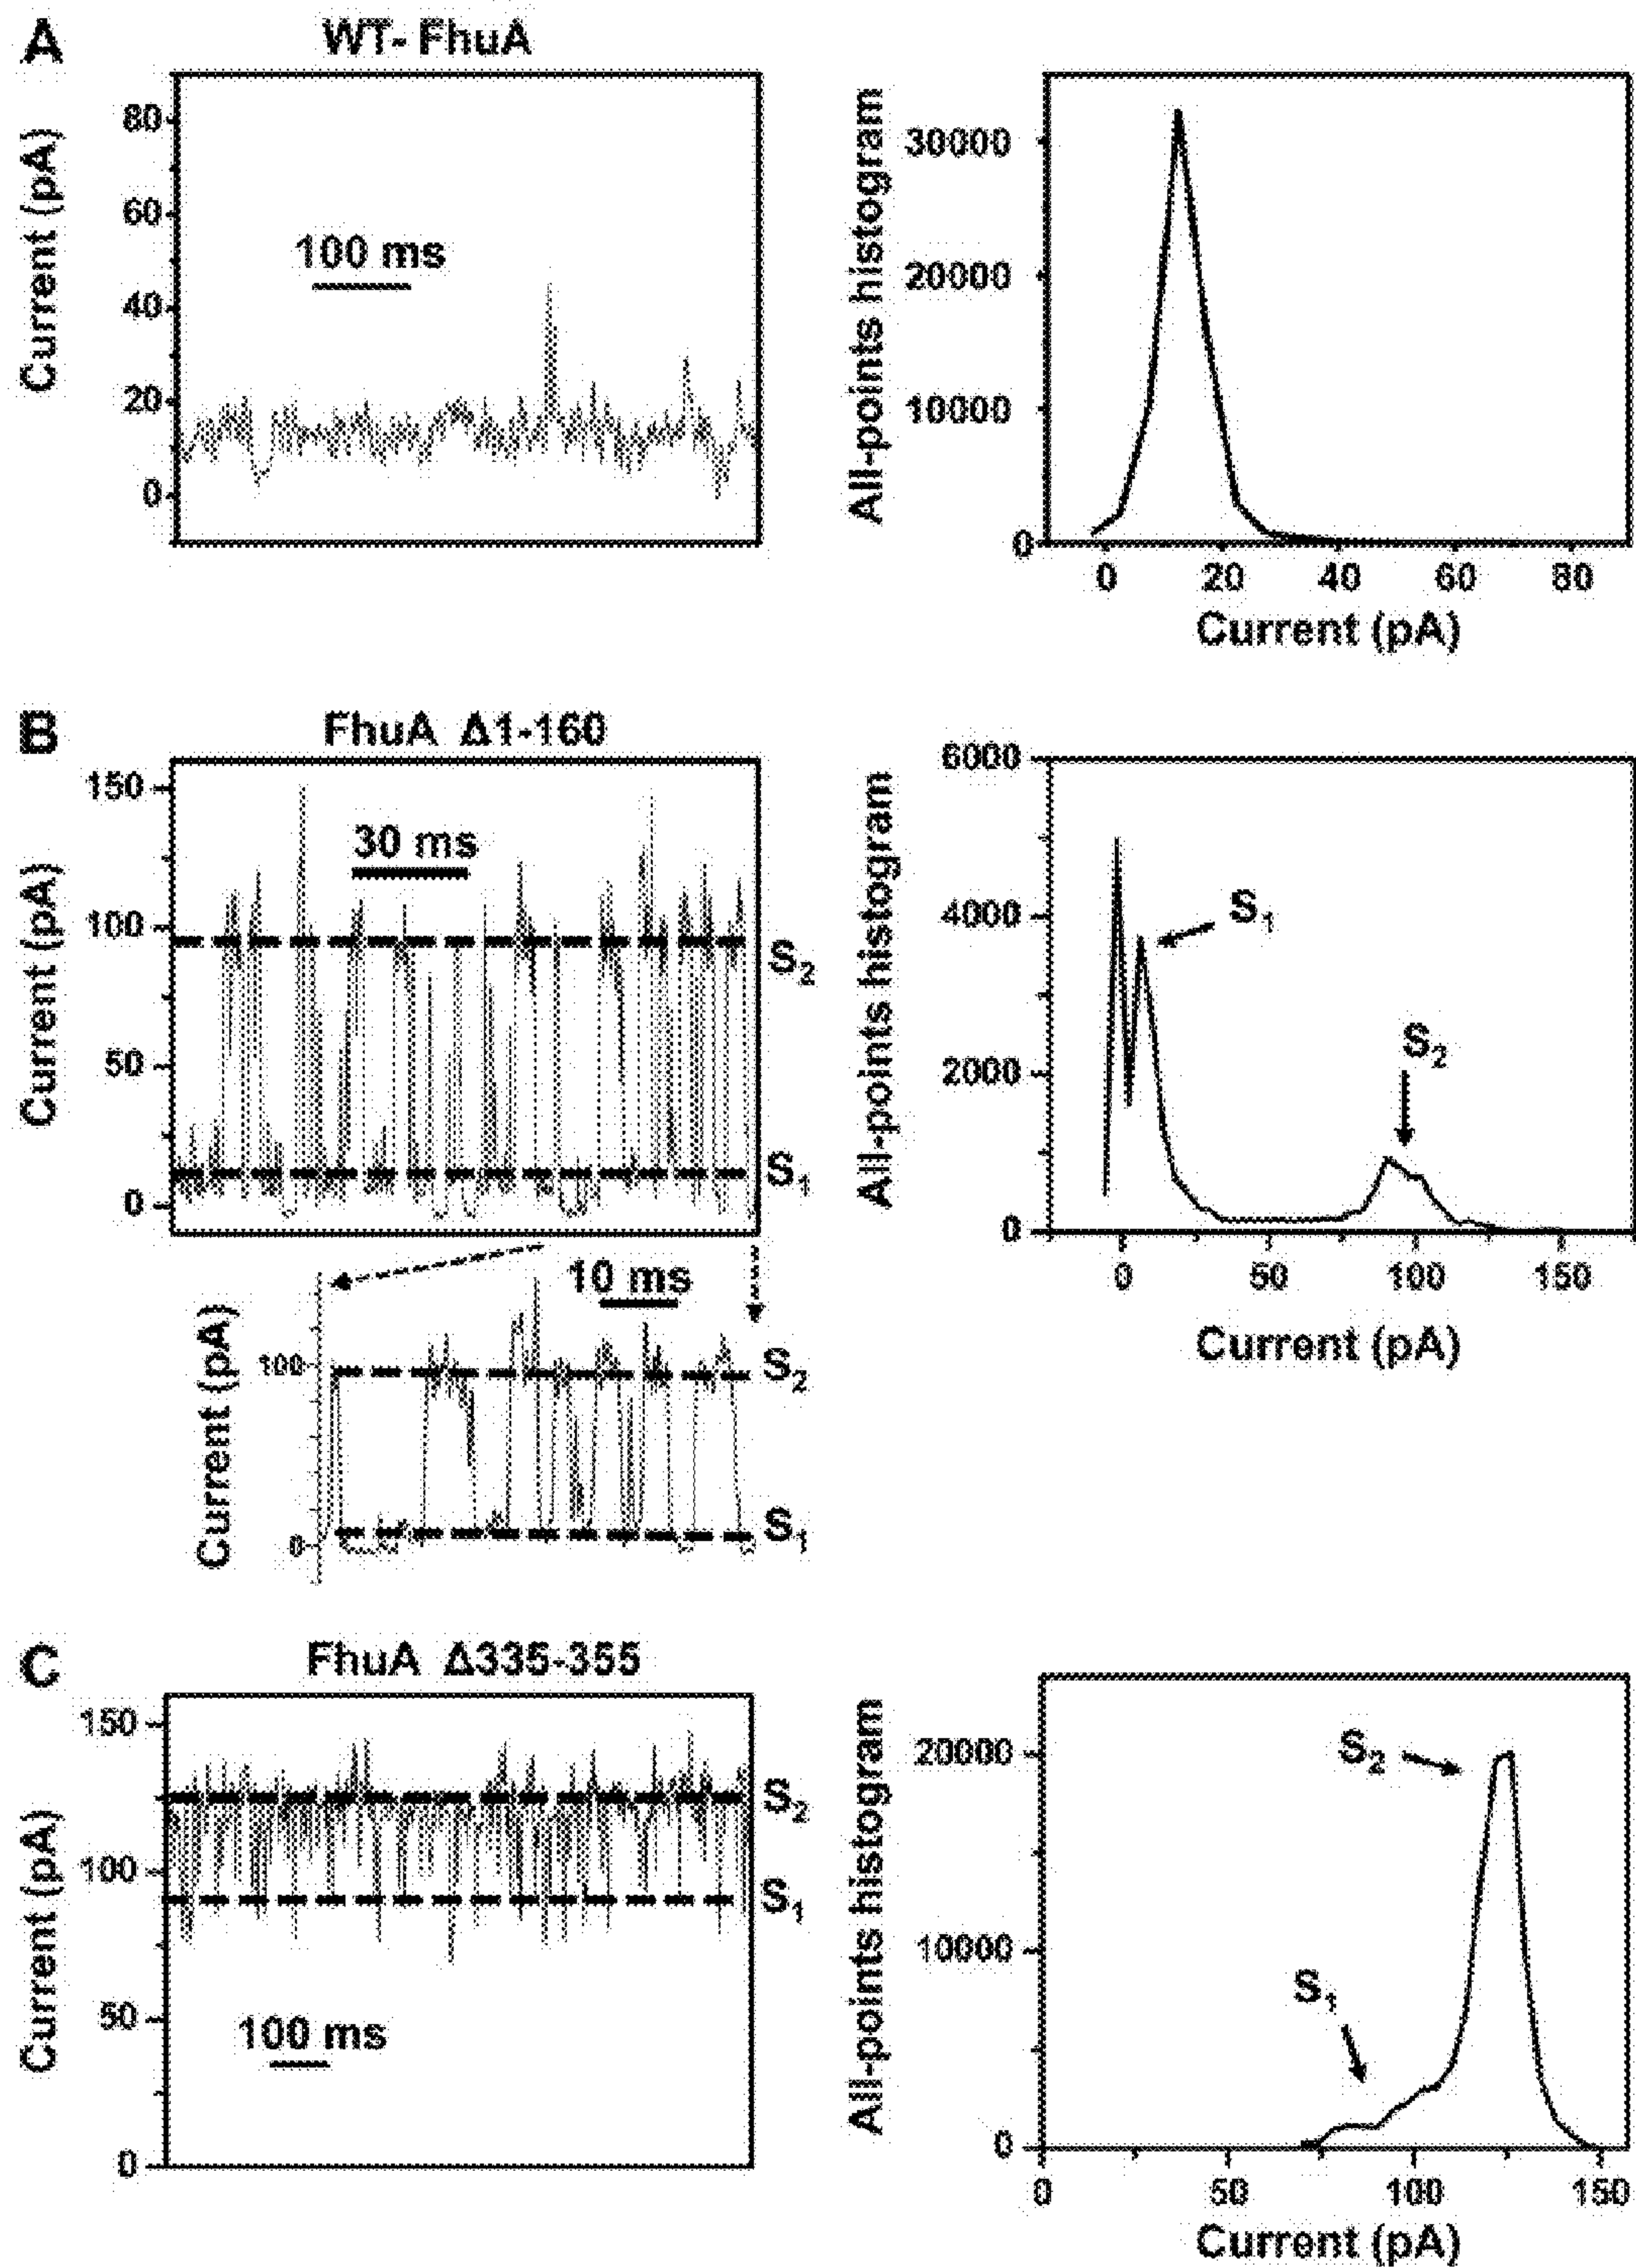 A
WT- FhuA
Current (pA)
80
60
40
20
0
100 ms
All-points histogram
30000
20000
10000
0
0 20 40 60 80
Current (pA)
B
FhuA Δ1-160
Current (pA)
150
100
50
0
30 ms
S2
S1
All-points histogram
6000
4000
2000
0
S1
S2
0 50 100 150
Current (pA)
10 ms
Current (pA)
100
0
S2
S1
C
FhuA Δ335-355
Current (pA)
150
100
50
0
S2
S1
100 ms
All-points histogram
20000
10000
0
S2
S1
0 50 100 150
Current (pA)